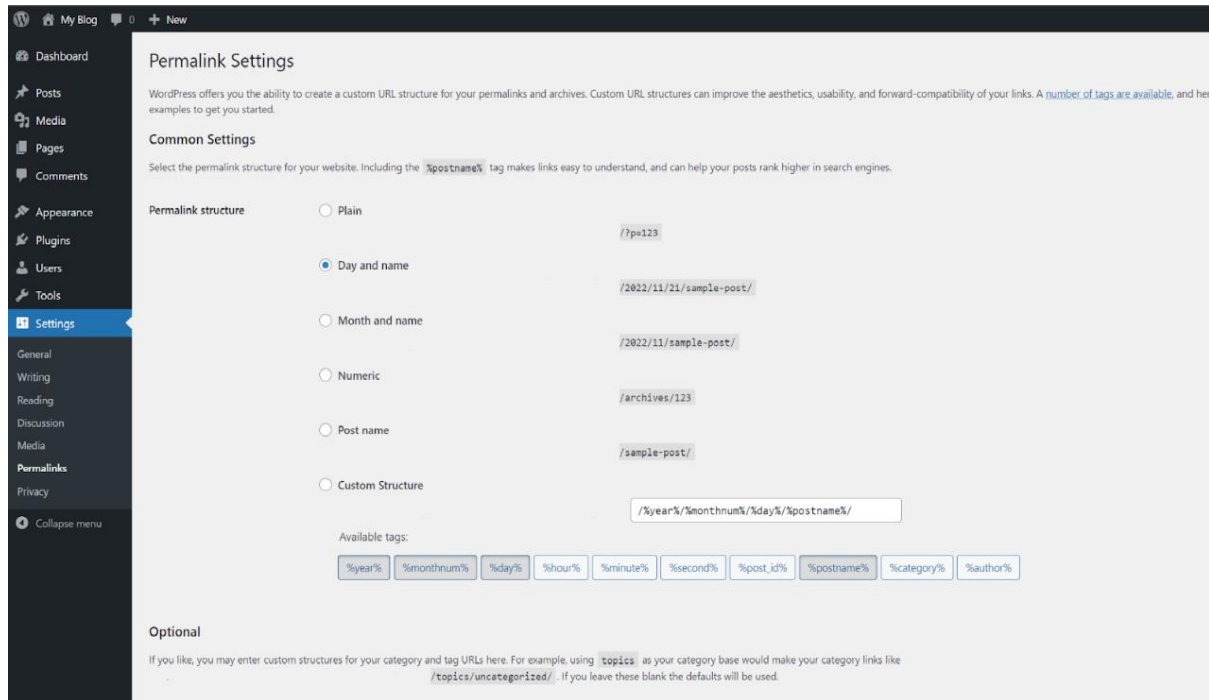 My Blog 0 New
Dashboard
Posts
Media
Pages
Comments
Appearance
Plugins
Users
Tools
Settings
General
Writing
Reading
Discussion
Media
Permalinks
Privacy
Collapse menu
Permalink Settings
WordPress offers you the ability to create a custom URL structure for your permalinks and archives. Custom URL structures can improve the aesthetics, usability, and forward-compatibility of your links. A number of tags are available, and her
examples to get you started.
Common Settings
Select the permalink structure for your website. Including the %postname% tag makes links easy to understand, and can help your posts rank higher in search engines.
Permalink structure
Plain
/?p=123
Day and name
/2022/11/21/sample-post/
Month and name
/2022/11/sample-post/
Numeric
/archives/123
Post name
/sample-post/
Custom Structure
/%year%/%monthnum%/%day%/%postname%/
Available tags:
%year% %monthnum% %day% %hour% %minute% %second% %post_id% %postname% %category% %author%
Optional
If you like, you may enter custom structures for your category and tag URLs here. For example, using topics as your category base would make your category links like
/topics/uncategorized/ . If you leave these blank the defaults will be used.